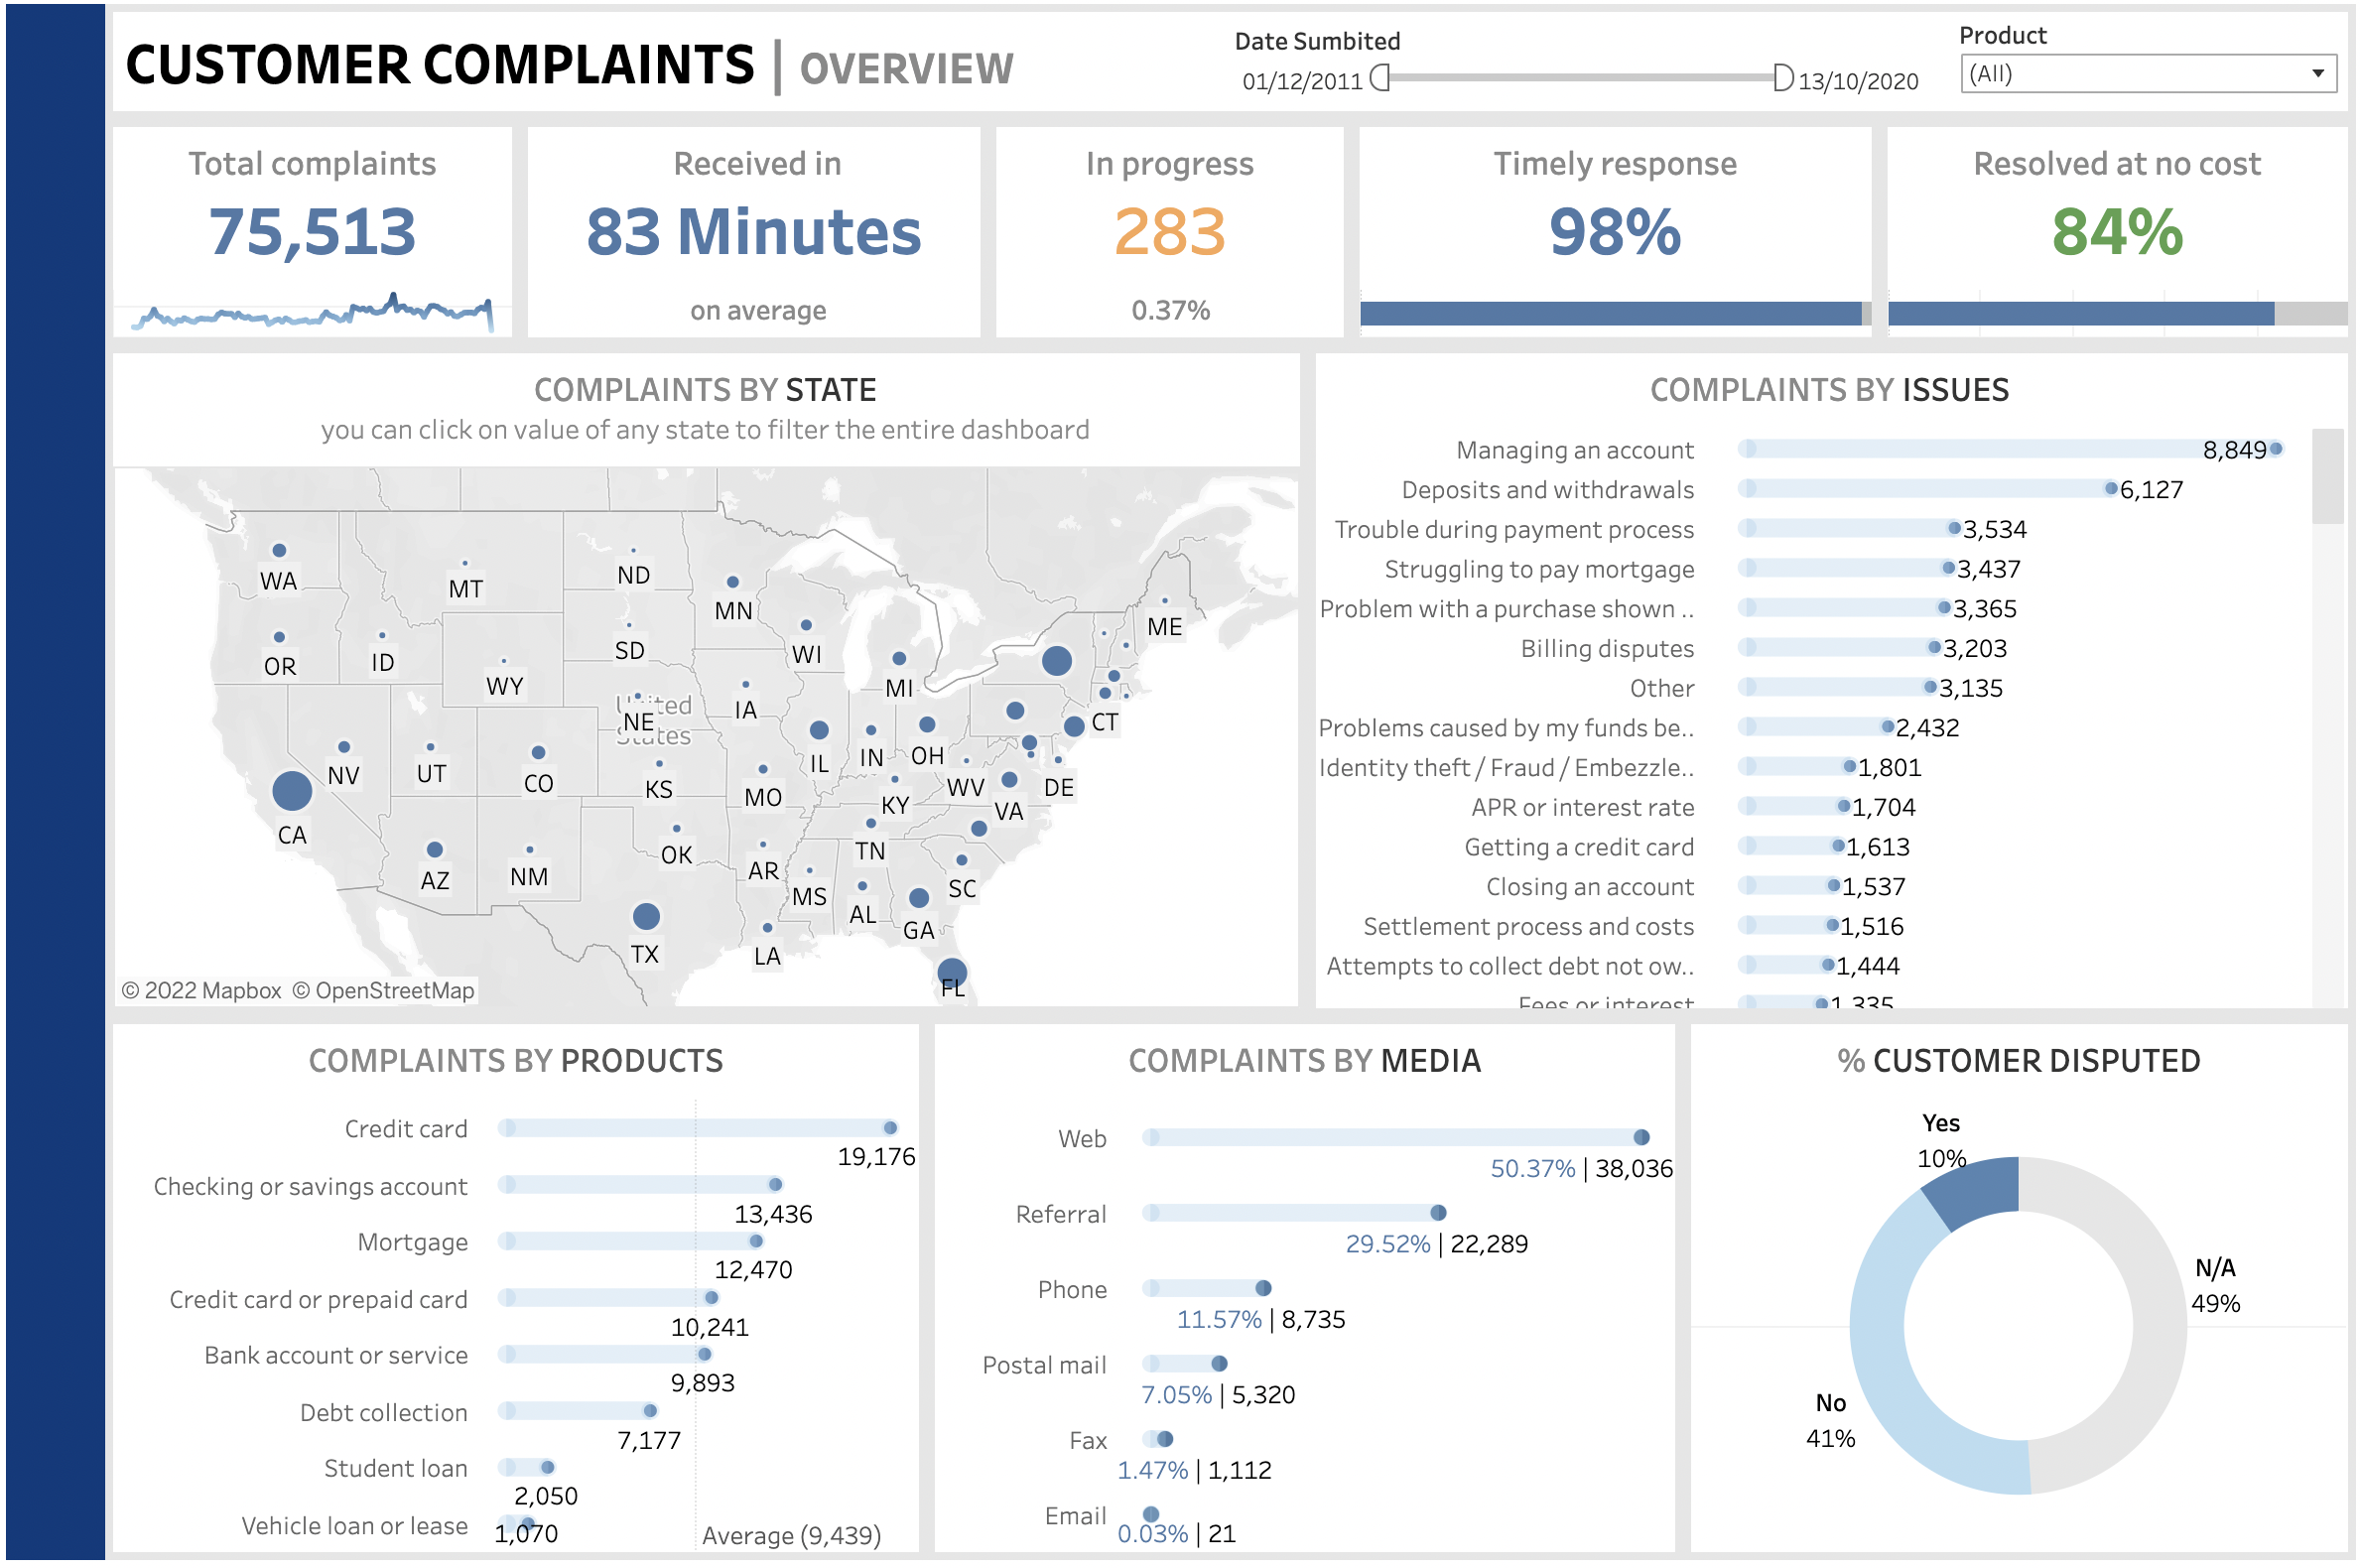 CUSTOMER COMPLAINTS | OVERVIEW
Date Sumbited
01/12/2011
13/10/2020
Product
(All)
Total complaints
75,513
Received in
83 Minutes
on average
In progress
283
0.37%
Timely response
98%
Resolved at no cost
84%
COMPLAINTS BY STATE
you can click on value of any state to filter the entire dashboard
WA
MT
ND
MN
OR
ID
SD
WI
ME
WY
MI
United
NE
States
IA
CT
NV
UT
CO
KS
MO
IL
IN
OH
WV
DE
KY
VA
CA
AZ
NM
OK
AR
TN
MS
AL
SC
GA
TX
LA
FL
© 2022 Mapbox © OpenStreetMap
COMPLAINTS BY ISSUES
Managing an account 8,849
Deposits and withdrawals 6,127
Trouble during payment process 3,534
Struggling to pay mortgage 3,437
Problem with a purchase shown .. 3,365
Billing disputes 3,203
Other 3,135
Problems caused by my funds be.. 2,432
Identity theft / Fraud / Embezzle.. 1,801
APR or interest rate 1,704
Getting a credit card 1,613
Closing an account 1,537
Settlement process and costs 1,516
Attempts to collect debt not ow.. 1,444
Fees or interest 1,335
COMPLAINTS BY PRODUCTS
Credit card
19,176
Checking or savings account
13,436
Mortgage
12,470
Credit card or prepaid card
10,241
Bank account or service
9,893
Debt collection
7,177
Student loan
2,050
Vehicle loan or lease
1,070
Average (9,439)
COMPLAINTS BY MEDIA
Web
50.37% | 38,036
Referral
29.52% | 22,289
Phone
11.57% | 8,735
Postal mail
7.05% | 5,320
Fax
1.47% | 1,112
Email
0.03% | 21
% CUSTOMER DISPUTED
Yes
10%
N/A
49%
No
41%